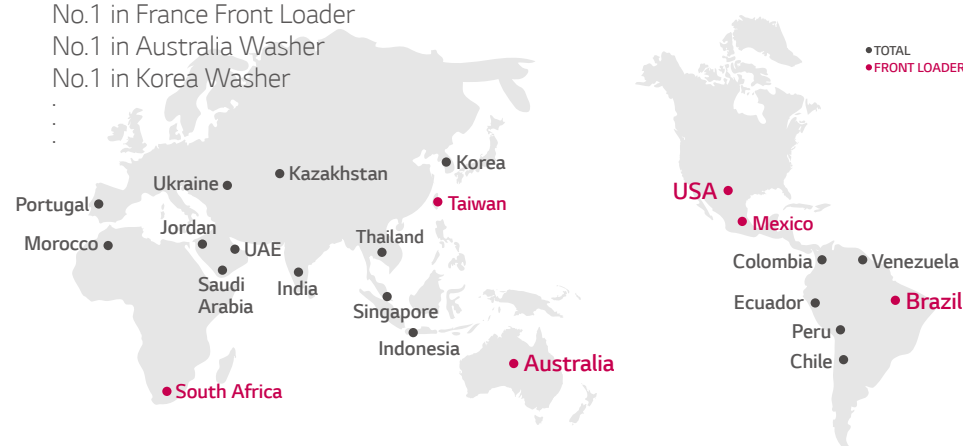 No.1 in France Front Loader
No.1 in Australia Washer
No.1 in Korea Washer
.
.
.
● TOTAL
● FRONT LOADER
Korea
Kazakhstan
Ukraine
USA
Portugal
Taiwan
Mexico
Jordan
Thailand
Morocco
UAE
Colombia
Venezuela
Saudi
Arabia
India
Singapore
Ecuador
Brazil
Peru
Indonesia
Chile
Australia
South Africa